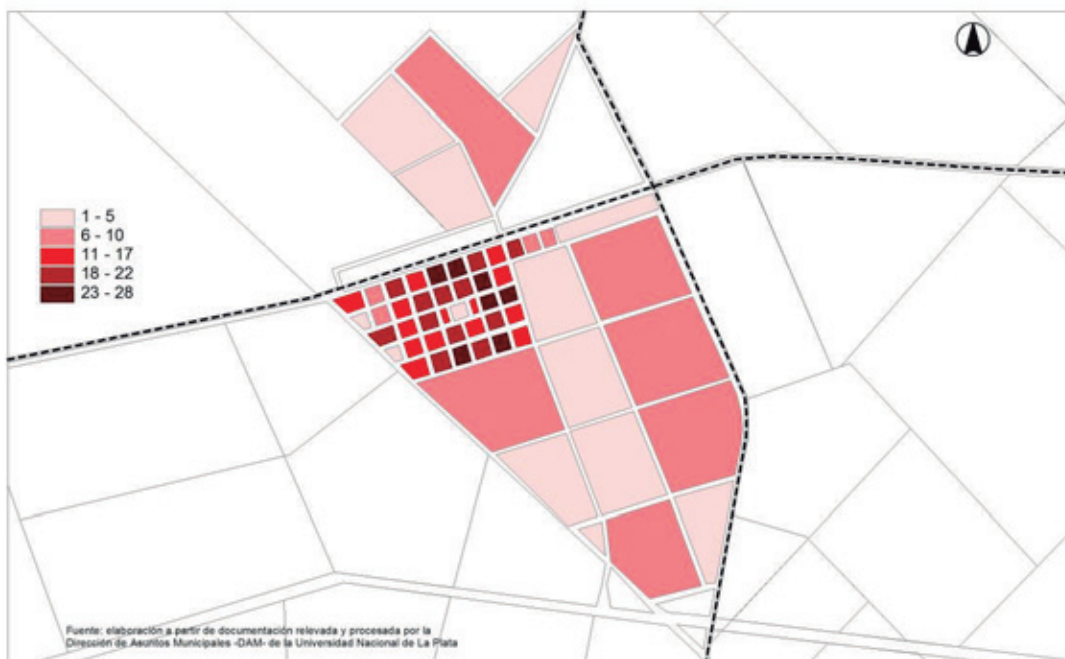 1 - 5
6 - 10
11 - 17
18 - 22
23 - 28
Fuente: elaboración a partir de documentación relevada y procesada por la
Dirección de Asuntos Municipales -DAM- de la Universidad Nacional de La Plata